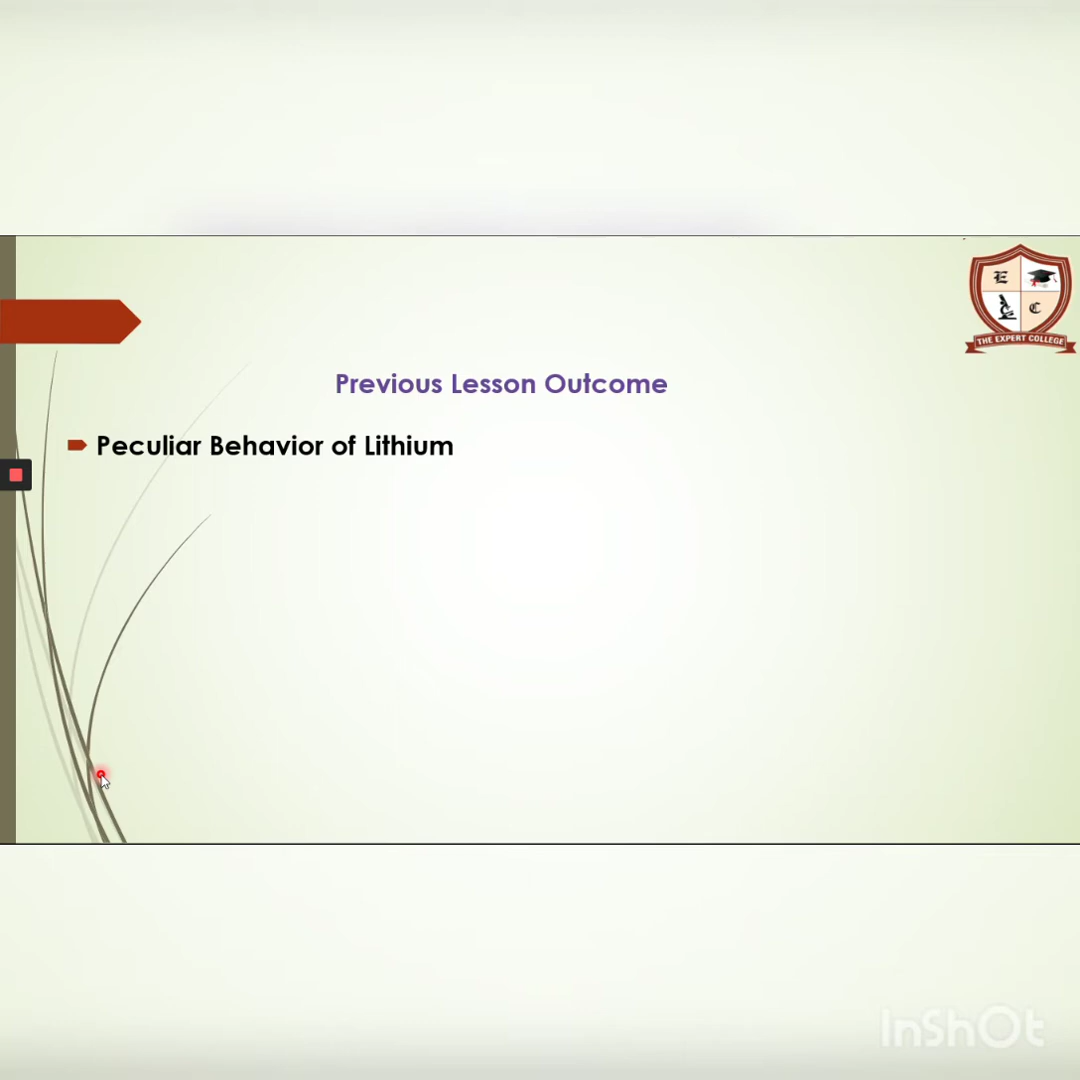 E
C
THE EXPERT COLLEGE
Previous Lesson Outcome
Peculiar Behavior of Lithium
InShOt